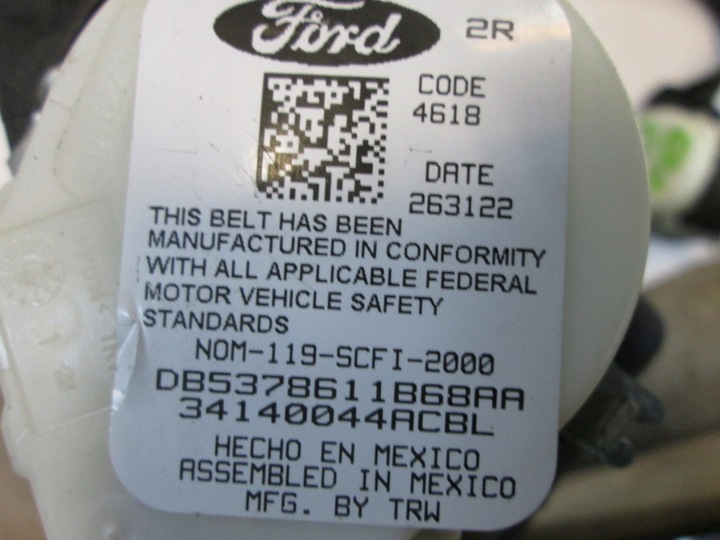 Ford 2R
CODE
4618
DATE
263122
THIS BELT HAS BEEN
MANUFACTURED IN CONFORMITY
WITH ALL APPLICABLE FEDERAL
MOTOR VEHICLE SAFETY
STANDARDS
NOM-119-SCFI-2000
DB5378611B68AA
34140044ACBL
HECHO EN MEXICO
ASSEMBLED IN MEXICO
MFG. BY TRW